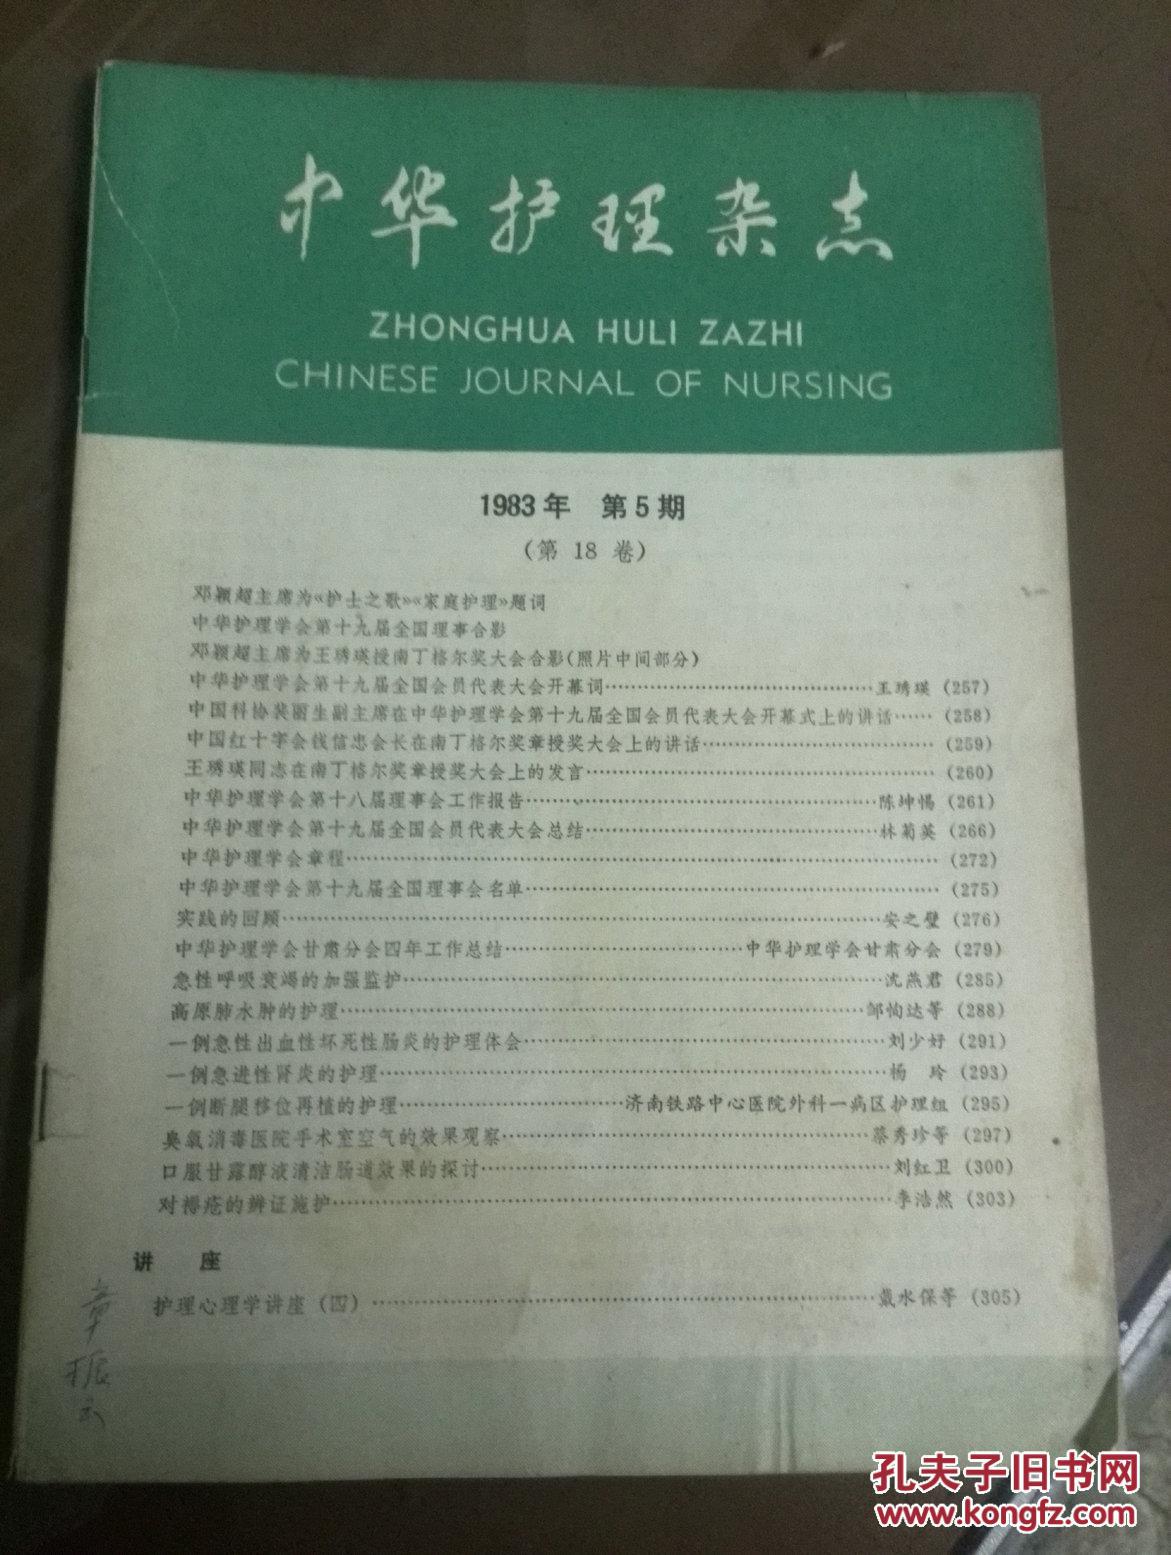 中华护理杂志
ZHONGHUA HULI ZAZHI
CHINESE JOURNAL OF NURSING
1983年 第5期
（第 18 卷）
邓颖超主席为《护士之歌》《家庭护理》题词
中华护理学会第十九届全国理事合影
邓颖超主席为王琇瑛授南丁格尔奖大会合影（照片中间部分）
中华护理学会第十九届全国会员代表大会开幕词……王琇瑛（257）
中国科协裴丽生副主席在中华护理学会第十九届全国会员代表大会开幕式上的讲话……（258）
中国红十字会钱信忠会长在南丁格尔奖章授奖大会上的讲话……（259）
王琇瑛同志在南丁格尔奖章授奖大会上的发言……（260）
中华护理学会第十八届理事会工作报告……陈坤惕（261）
中华护理学会第十九届全国会员代表大会总结……林菊英（266）
中华护理学会章程……（272）
中华护理学会第十九届全国理事会名单……（275）
实践的回顾……安之璧（276）
中华护理学会甘肃分会四年工作总结……中华护理学会甘肃分会（279）
急性呼吸衰竭的加强监护……沈燕君（285）
高原肺水肿的护理……邹恂达等（288）
一例急性出血性坏死性肠炎的护理体会……刘少好（291）
一例急进性肾炎的护理……杨 玲（293）
一例断腿移位再植的护理……济南铁路中心医院外科一病区护理组（295）
臭氧消毒医院手术室空气的效果观察……蔡秀珍等（297）
口服甘露醇液清洁肠道效果的探讨……刘红卫（300）
对褥疮的辨证施护……李浩然（303）
讲 座
护理心理学讲座（四）……戴水保等（305）
章振
孔夫子旧书网
www.kongfz.com